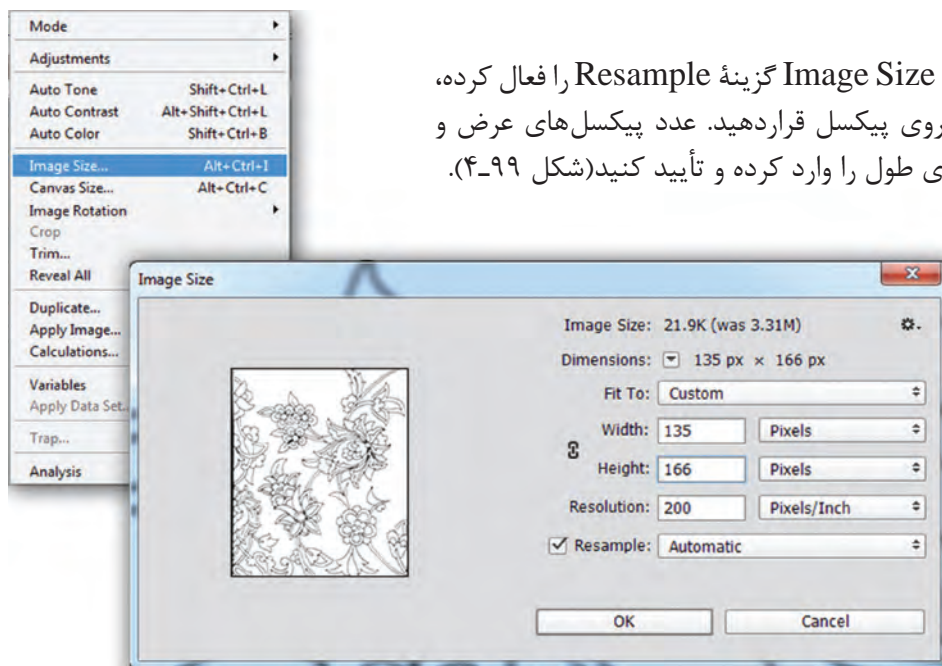 Mode
Adjustments
Auto Tone Shift+Ctrl+L
Auto Contrast Alt+Shift+Ctrl+L
Auto Color Shift+Ctrl+B
Image Size... Alt+Ctrl+I
Canvas Size... Alt+Ctrl+C
Image Rotation
Crop
Trim...
Reveal All
Duplicate...
Apply Image...
Calculations...
Variables
Apply Data Set..
Trap...
Analysis
Image Size گزینهٔ Resample را فعال کرده،
روی پیکسل قراردهید. عدد پیکسل‌های عرض و
ی طول را وارد کرده و تأیید کنید(شکل ۹۹ـ۴).
Image Size
Image Size: 21.9K (was 3.31M)
Dimensions: 135 px × 166 px
Fit To: Custom
Width: 135 Pixels
Height: 166 Pixels
Resolution: 200 Pixels/Inch
Resample: Automatic
OK Cancel